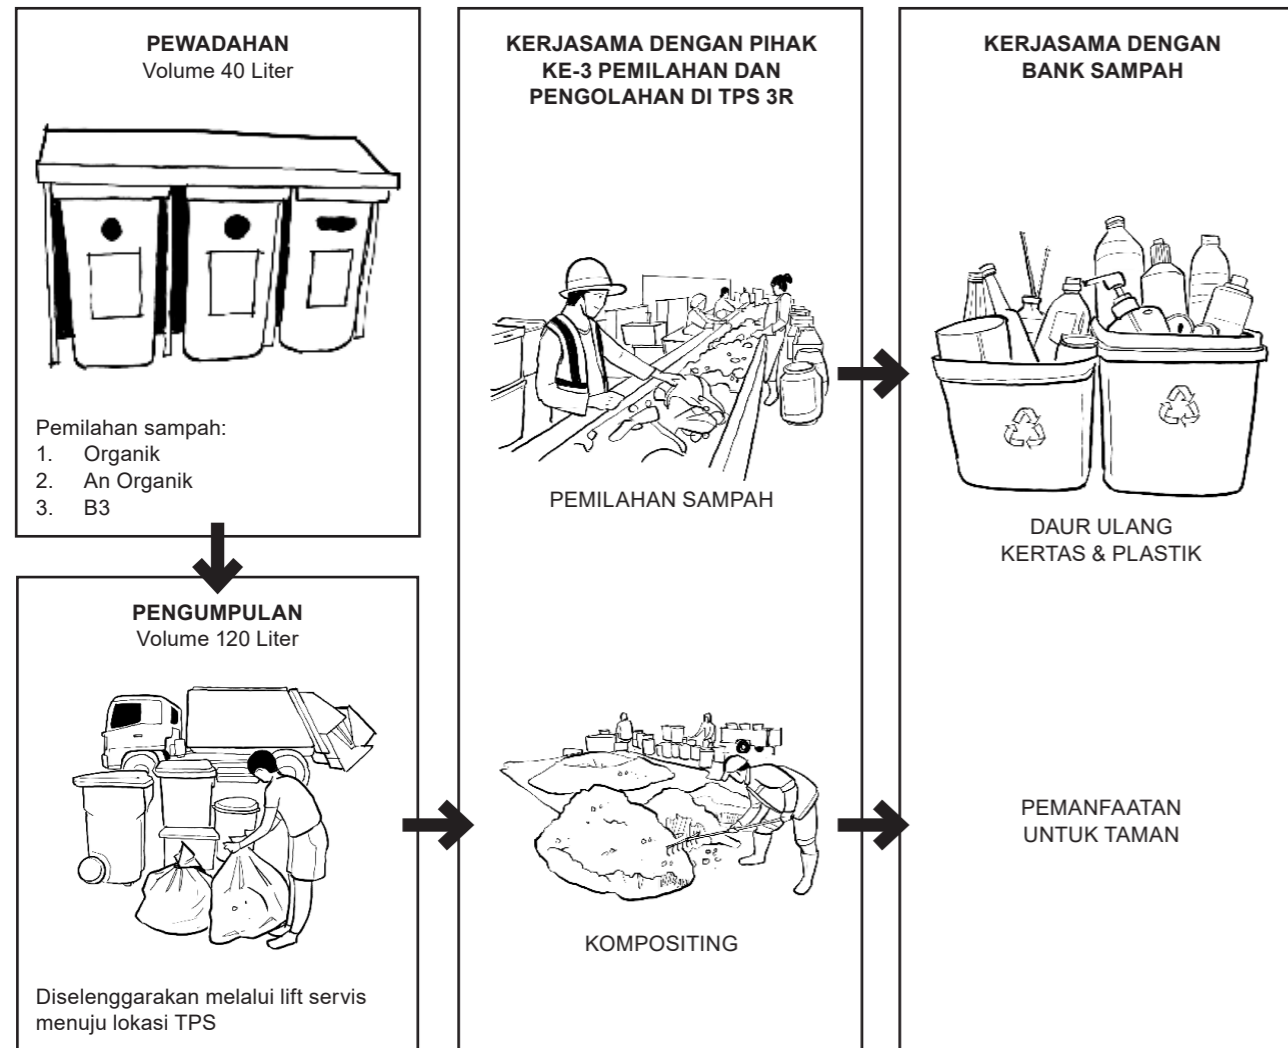 PEWADAHAN
Volume 40 Liter
Pemilahan sampah:
1. Organik
2. An Organik
3. B3
PENGUMPULAN
Volume 120 Liter
Diselenggarakan melalui lift servis
menuju lokasi TPS
KERJASAMA DENGAN PIHAK
KE-3 PEMILAHAN DAN
PENGOLAHAN DI TPS 3R
PEMILAHAN SAMPAH
KOMPOSITING
KERJASAMA DENGAN
BANK SAMPAH
DAUR ULANG
KERTAS & PLASTIK
PEMANFAATAN
UNTUK TAMAN